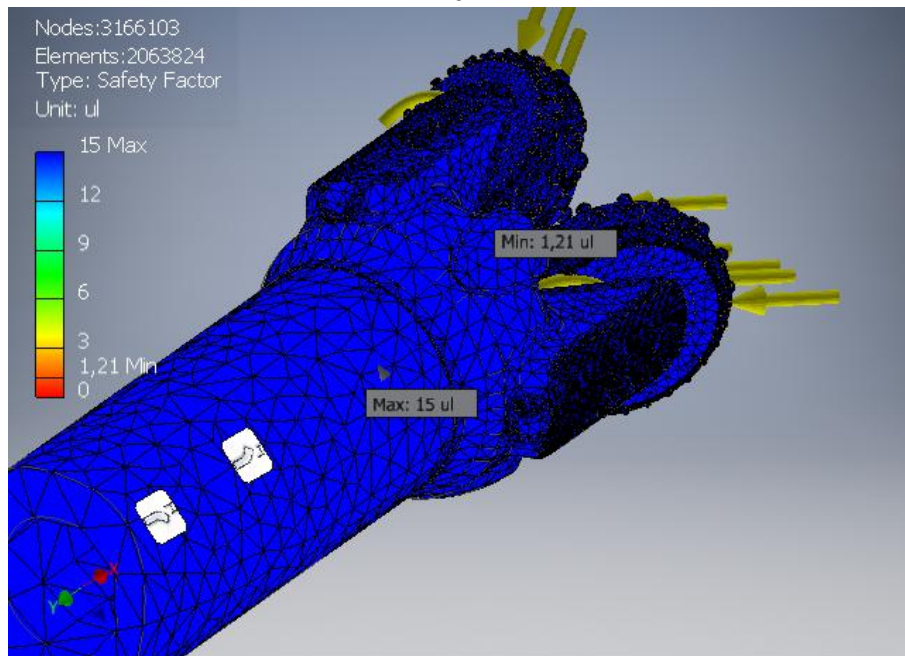 Nodes:3166103
Elements:2063824
Type: Safety Factor
Unit: ul
15 Max
12
9
6
3
1,21 Min
0
Min: 1,21 ul
Max: 15 ul
X
Y